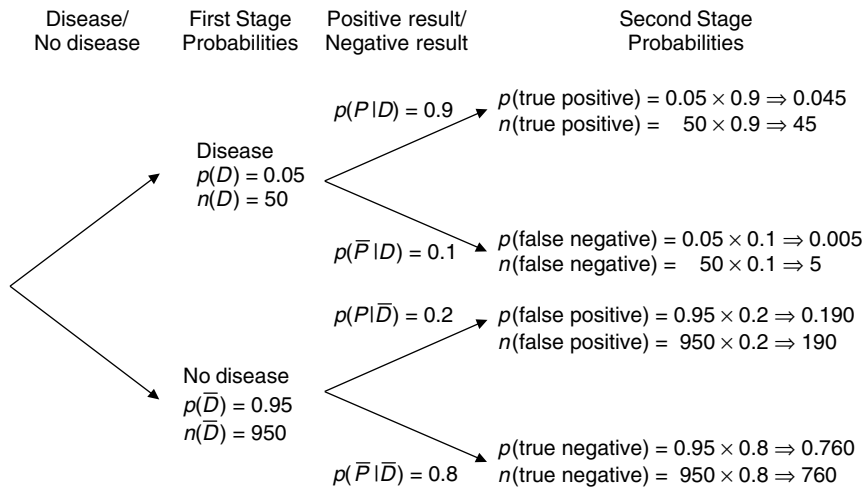 Disease/
No disease
First Stage
Probabilities
Positive result/
Negative result
Second Stage
Probabilities
p(P|D) = 0.9
p(true positive) = 0.05 × 0.9 ⇒ 0.045
n(true positive) = 50 × 0.9 ⇒ 45
Disease
p(D) = 0.05
n(D) = 50
p(P̅|D) = 0.1
p(false negative) = 0.05 × 0.1 ⇒ 0.005
n(false negative) = 50 × 0.1 ⇒ 5
p(P|D̅) = 0.2
p(false positive) = 0.95 × 0.2 ⇒ 0.190
n(false positive) = 950 × 0.2 ⇒ 190
No disease
p(D̅) = 0.95
n(D̅) = 950
p(P̅|D̅) = 0.8
p(true negative) = 0.95 × 0.8 ⇒ 0.760
n(true negative) = 950 × 0.8 ⇒ 760